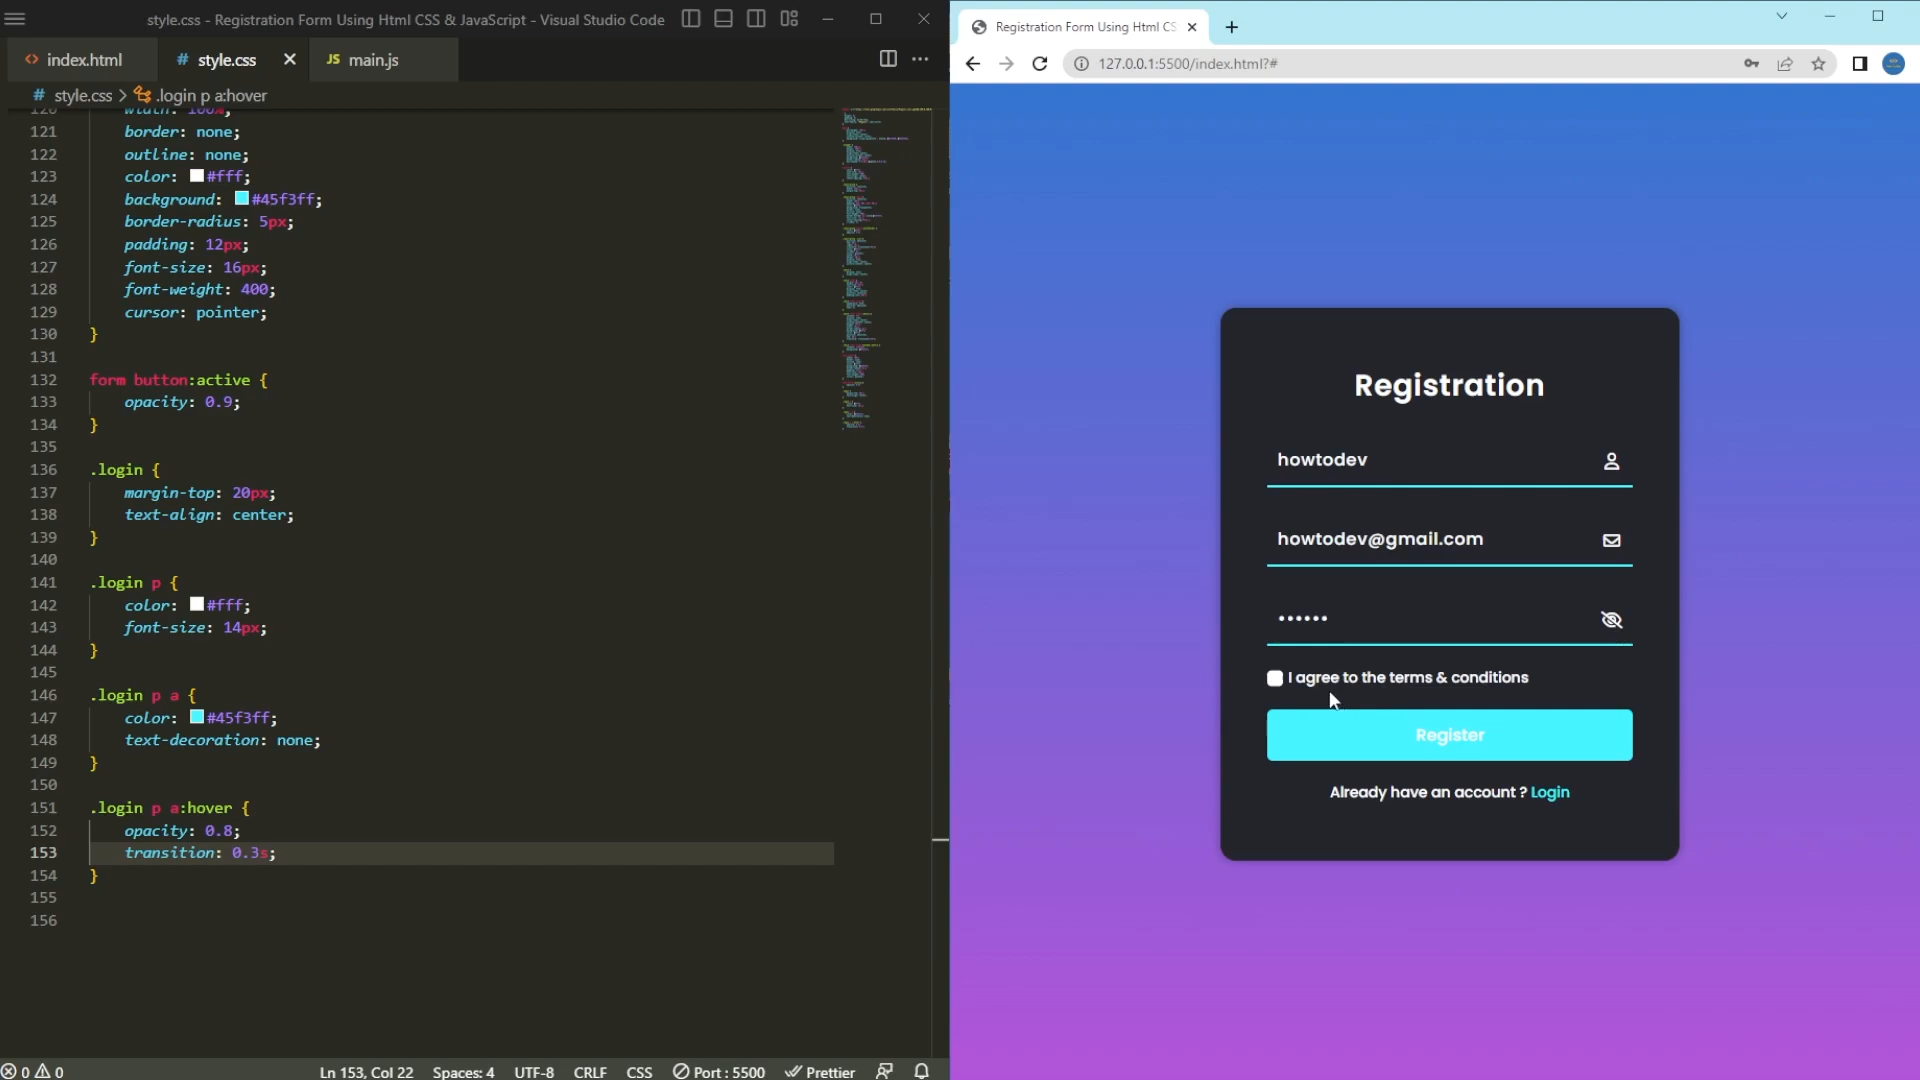 style.css - Registration Form Using Html CSS & JavaScript - Visual Studio Code
index.html
# style.css
JS main.js
# style.css > .login p a:hover
120 width: 100%;
121 border: none;
122 outline: none;
123 color: #fff;
124 background: #45f3ff;
125 border-radius: 5px;
126 padding: 12px;
127 font-size: 16px;
128 font-weight: 400;
129 cursor: pointer;
130 }
131
132 form button:active {
133 opacity: 0.9;
134 }
135
136 .login {
137 margin-top: 20px;
138 text-align: center;
139 }
140
141 .login p {
142 color: #fff;
143 font-size: 14px;
144 }
145
146 .login p a {
147 color: #45f3ff;
148 text-decoration: none;
149 }
150
151 .login p a:hover {
152 opacity: 0.8;
153 transition: 0.3s;
154 }
155
156
0 0 Ln 153, Col 22 Spaces: 4 UTF-8 CRLF CSS Port : 5500 Prettier
Registration Form Using Html CS
127.0.0.1:5500/index.html?#
Registration
howtodev
howtodev@gmail.com
••••••
I agree to the terms & conditions
Register
Already have an account ? Login